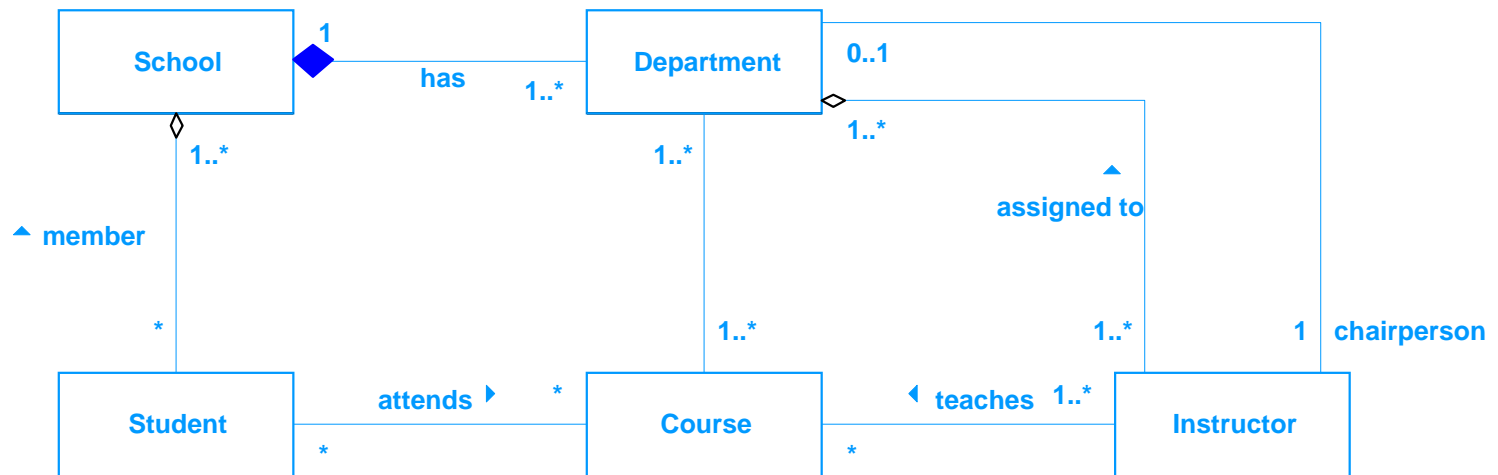 1
School
Department
0..1
has
1..*
1..*
1..*
1..*
assigned to
member
*
1..*
1..*
1
chairperson
attends
*
teaches
1..*
Student
Course
Instructor
*
*